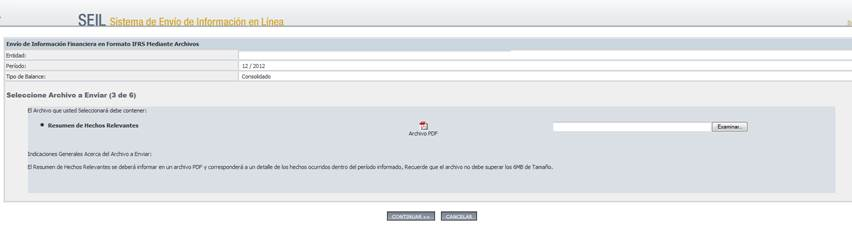 SEIL Sistema de Envío de Información en Línea
Envío de Información Financiera en Formato IFRS Mediante Archivos
Entidad:
Período: 12 / 2012
Tipo de Balance: Consolidado
Seleccione Archivo a Enviar (3 de 6)
El Archivo que usted Seleccionará debe contener:
• Resumen de Hechos Relevantes
Archivo PDF
Examinar...
Indicaciones Generales Acerca del Archivo a Enviar:
El Resumen de Hechos Relevantes se deberá informar en un archivo PDF y corresponderá a un detalle de los hechos ocurridos dentro del período informado, Recuerde que el archivo no debe superar los 6MB de Tamaño.
CONTINUAR >> CANCELAR